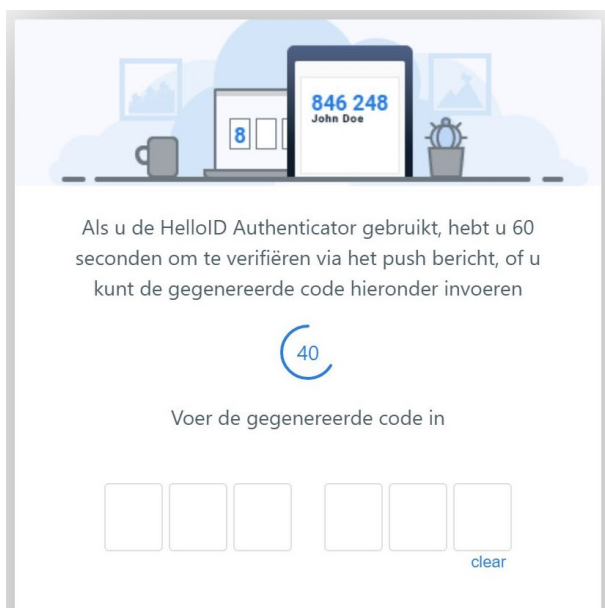 846 248
John Doe
8
Als u de HelloID Authenticator gebruikt, hebt u 60
seconden om te verifiëren via het push bericht, of u
kunt de gegenereerde code hieronder invoeren
40
Voer de gegenereerde code in
clear